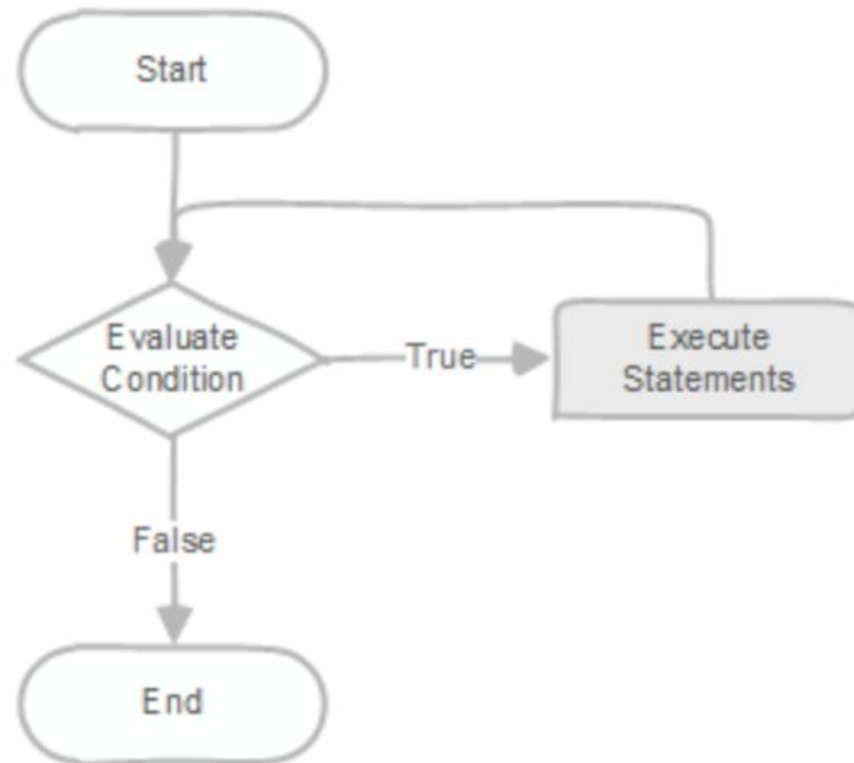 Start
Evaluate
Condition
True
Execute
Statements
False
End